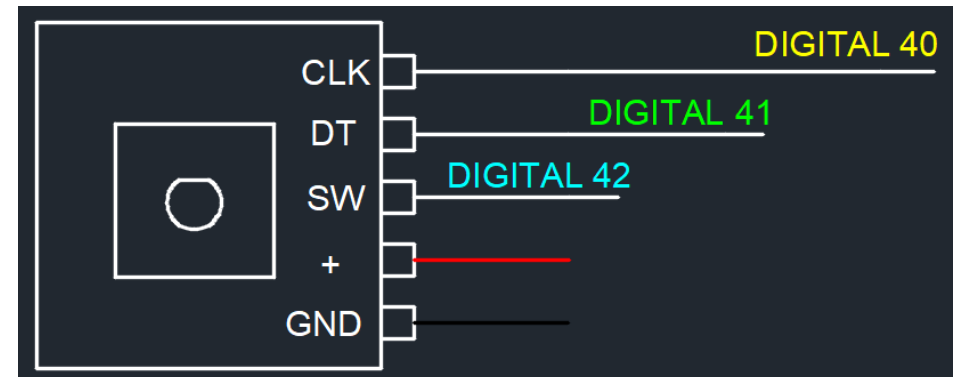 DIGITAL 40
CLK
DIGITAL 41
DT
DIGITAL 42
SW
+
GND